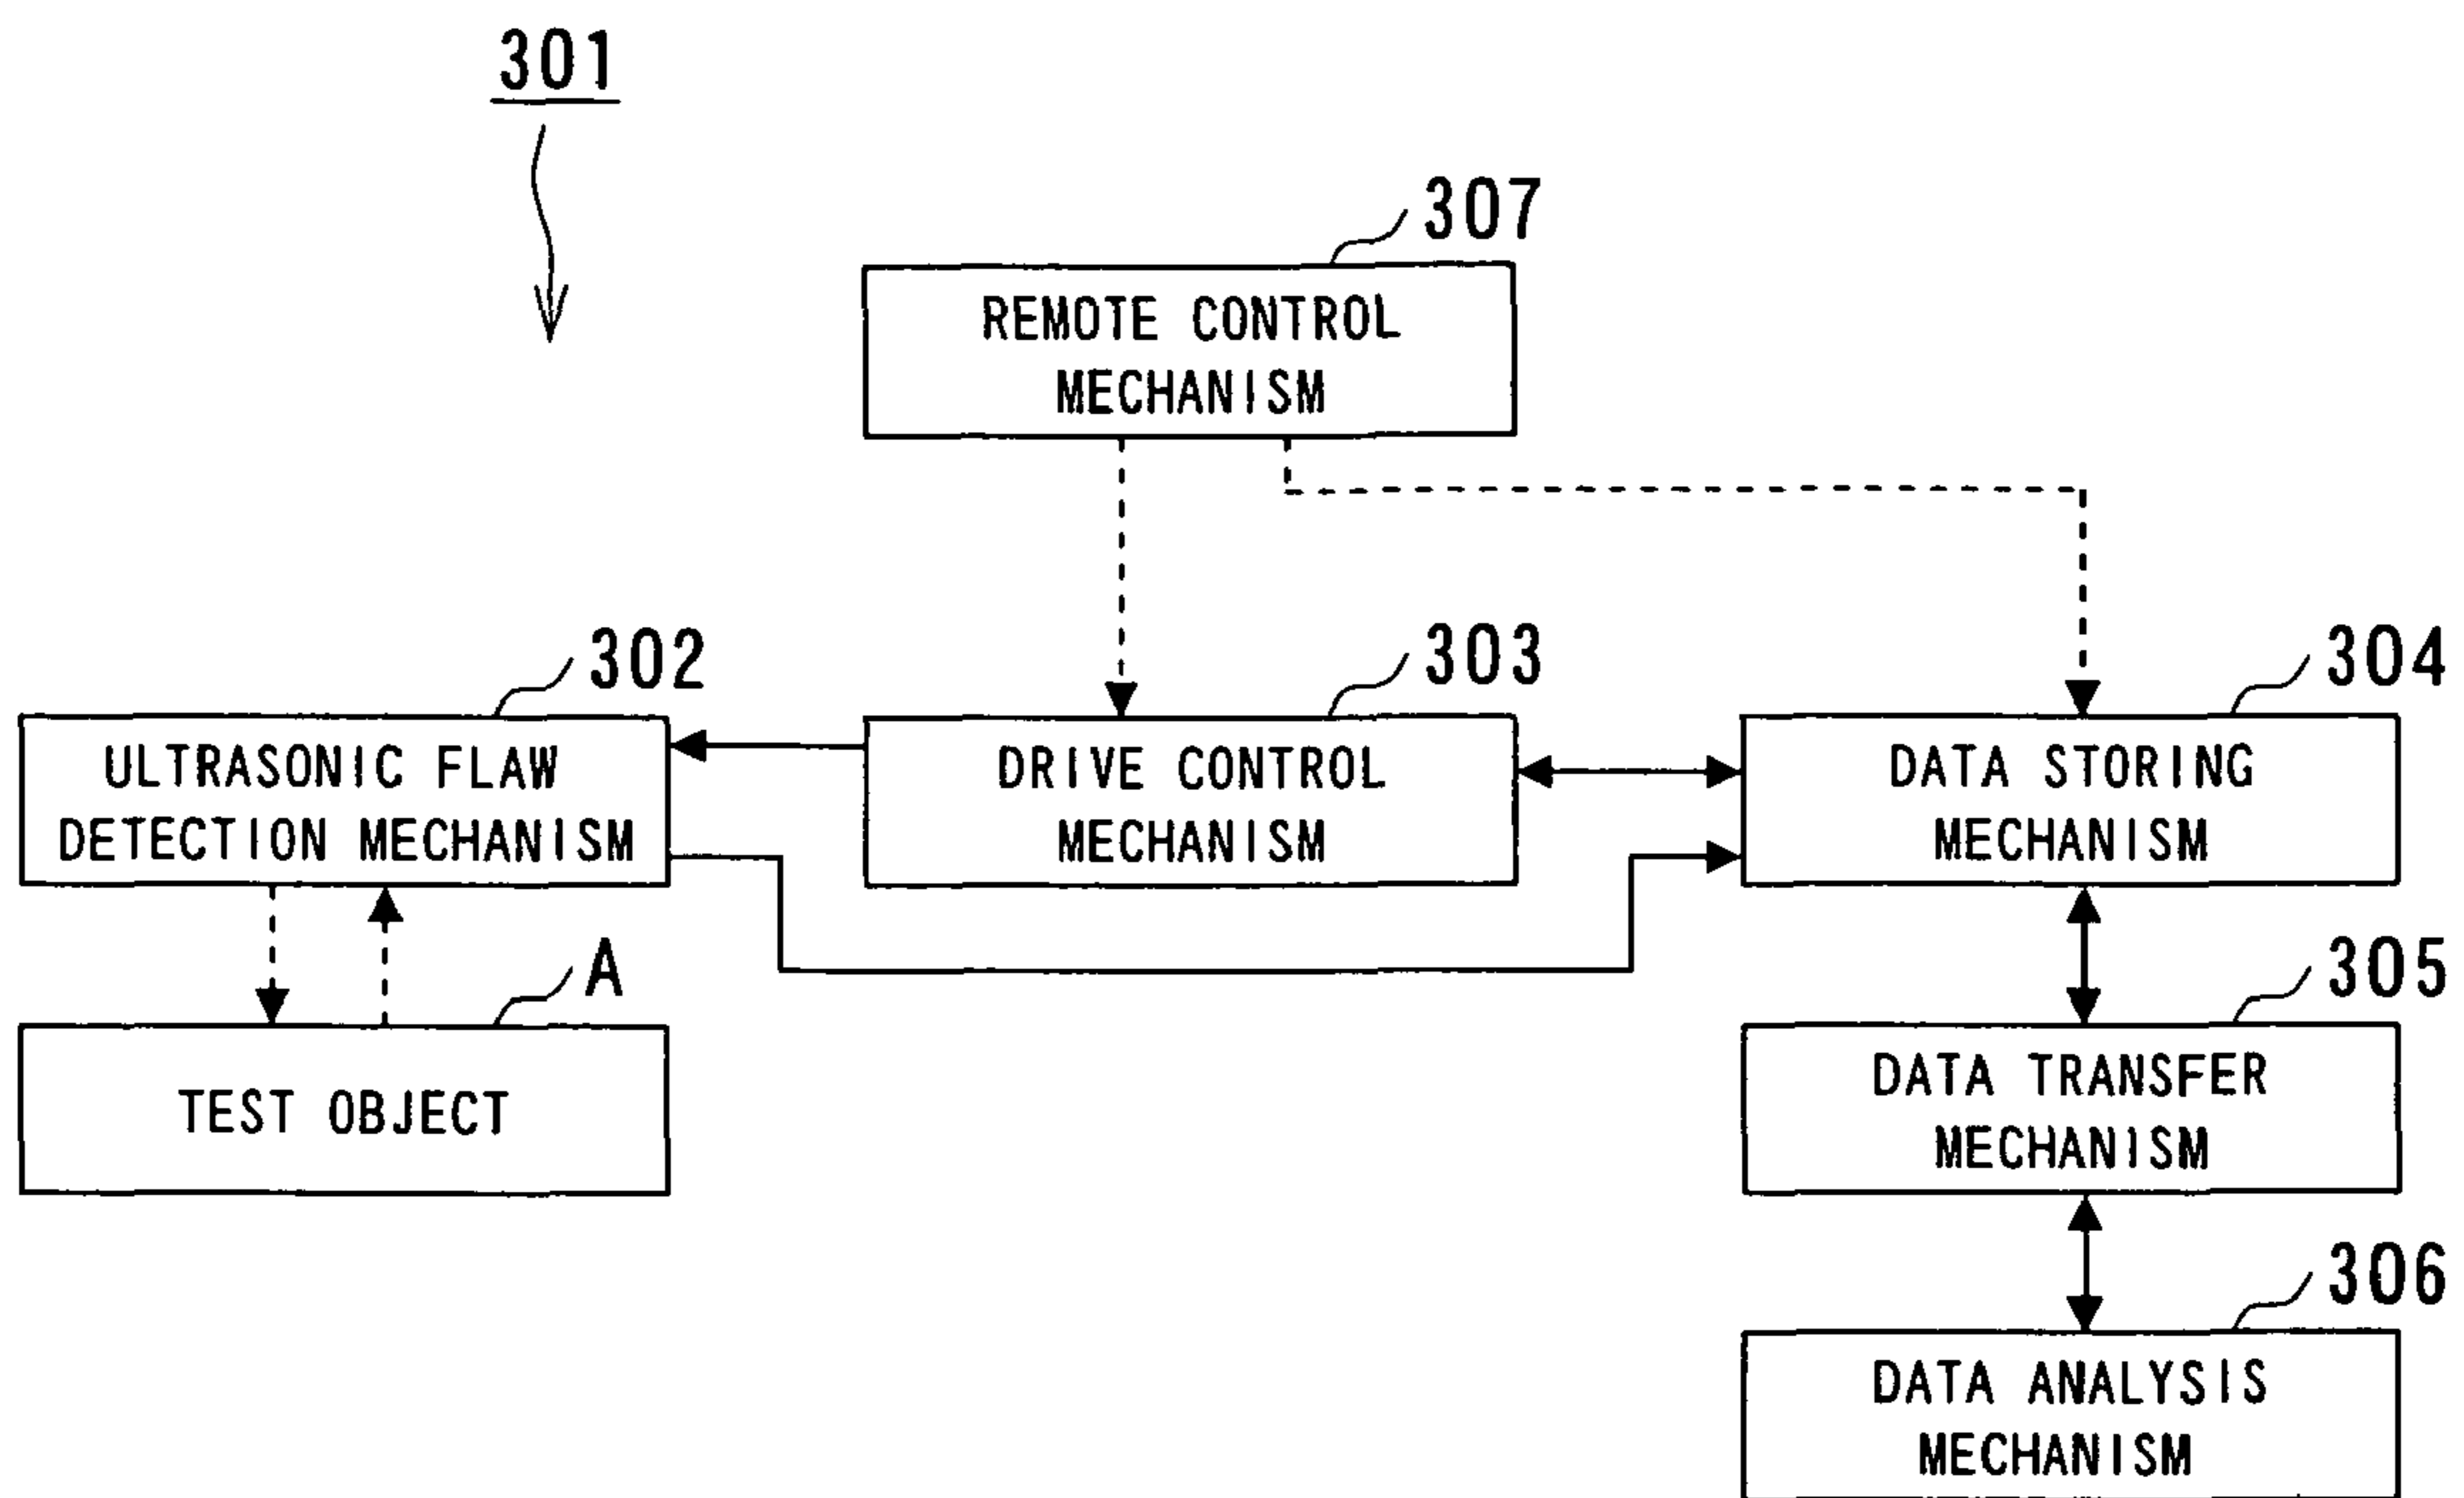 301
307
REMOTE CONTROL
MECHANISM
302
303
304
ULTRASONIC FLAW
DETECTION MECHANISM
DRIVE CONTROL
MECHANISM
DATA STORING
MECHANISM
A
305
TEST OBJECT
DATA TRANSFER
MECHANISM
306
DATA ANALYSIS
MECHANISM